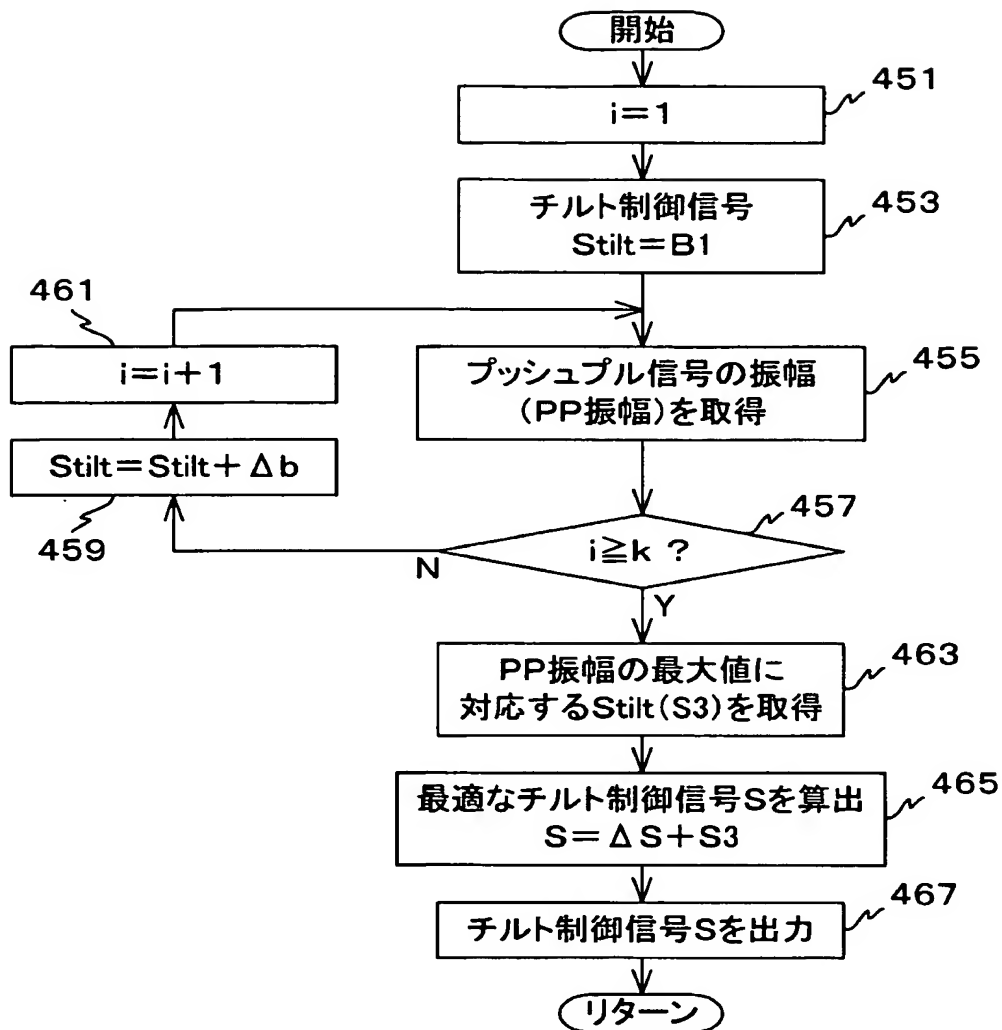 開始
451
i=1
453
チルト制御信号
Stilt=B1
461
i=i+1
455
プッシュプル信号の振幅
(PP振幅)を取得
Stilt=Stilt+Δb
459
457
i≧k ?
N
Y
463
PP振幅の最大値に
対応するStilt(S3)を取得
465
最適なチルト制御信号Sを算出
S=ΔS+S3
467
チルト制御信号Sを出力
リターン